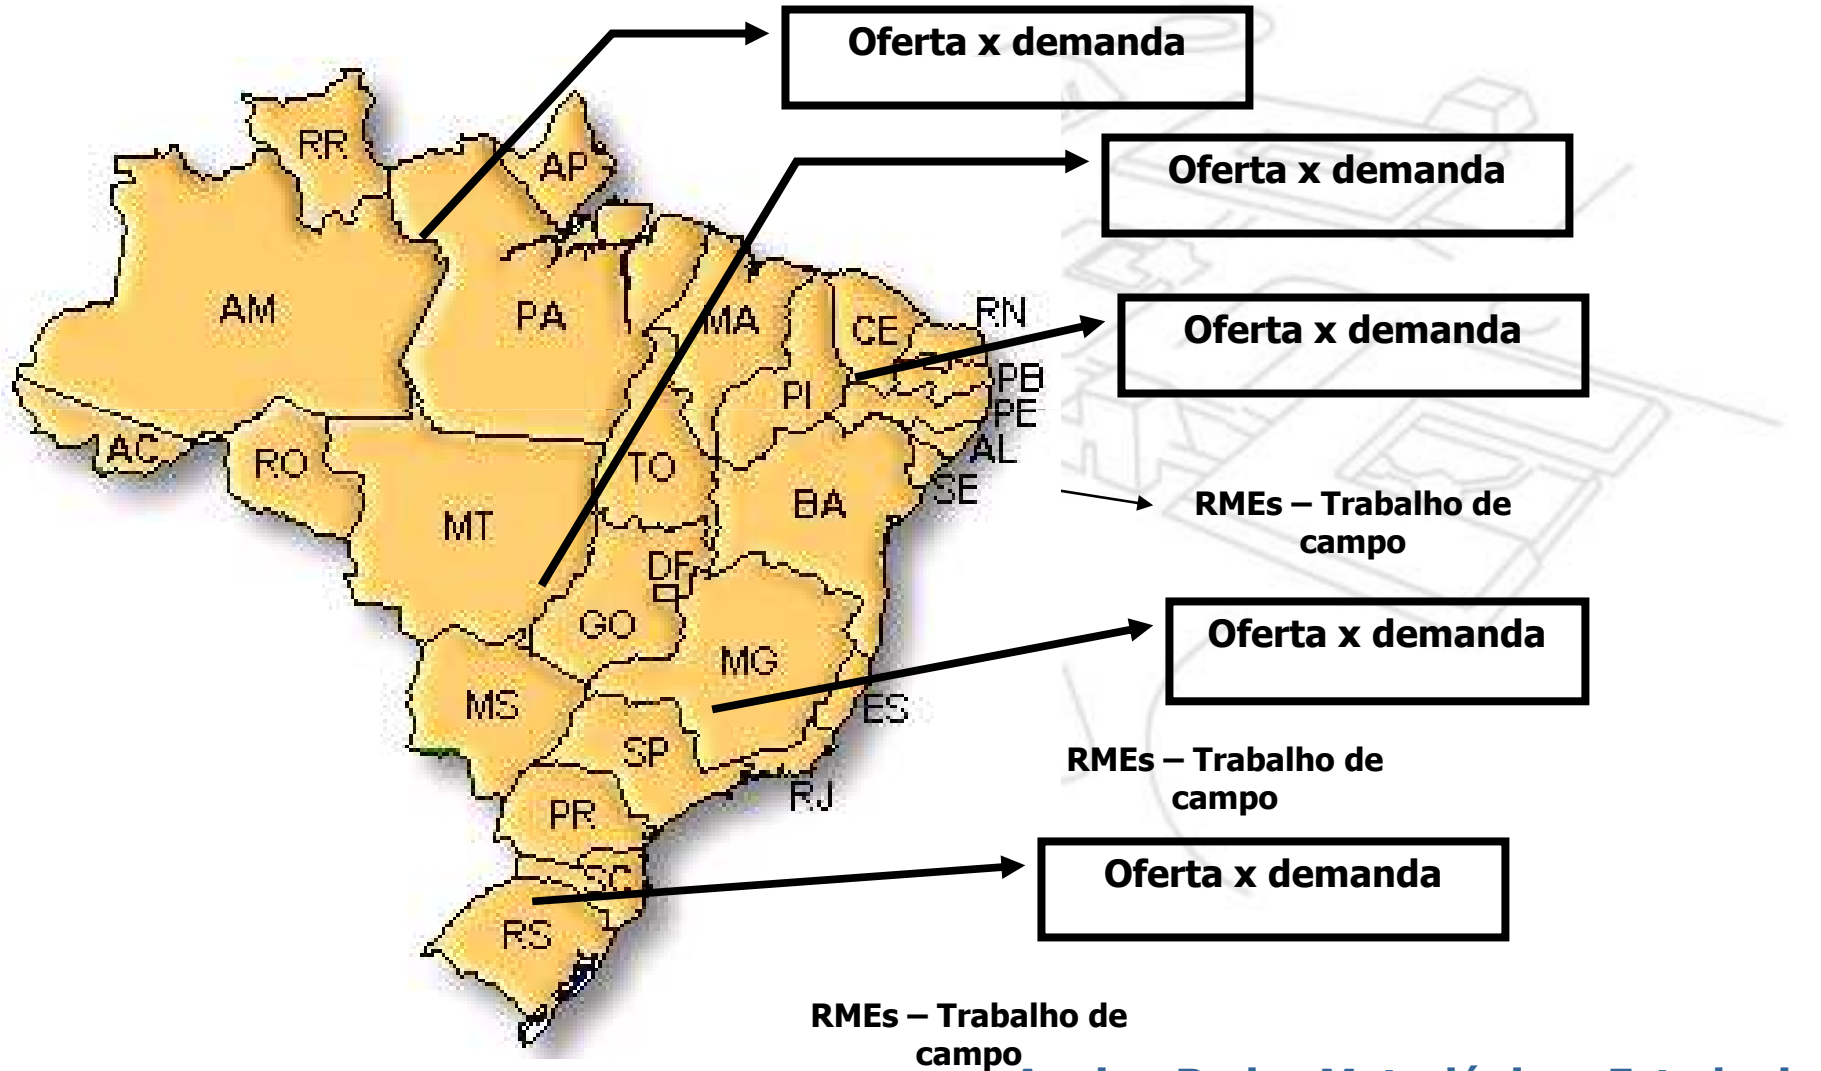 Oferta x demanda
Oferta x demanda
RR
AP
AM
PA
MA
CE
RN
Oferta x demanda
PI
PB
PE
AC
RO
TO
AL
MT
BA
SE
RMEs – Trabalho de
campo
DF
GO
Oferta x demanda
MG
MS
ES
SP
RMEs – Trabalho de
campo
RJ
PR
SC
Oferta x demanda
RS
RMEs – Trabalho de
campo